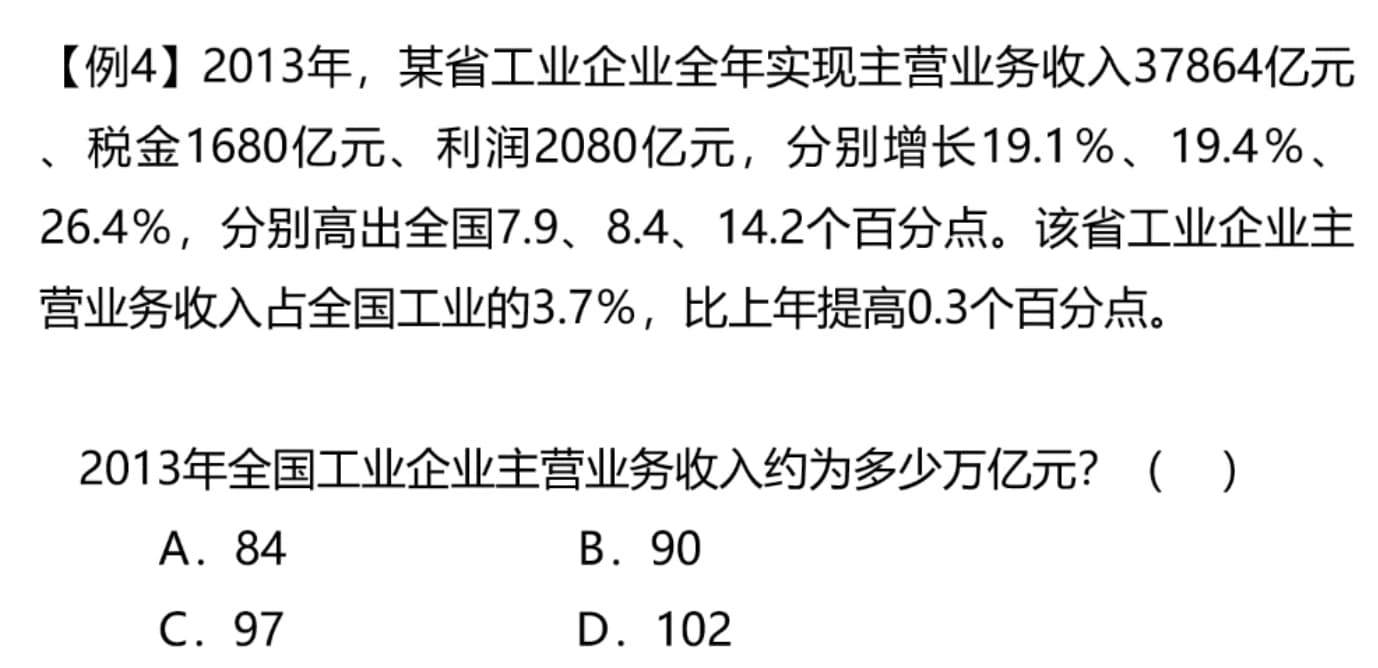 【例4】2013年，某省工业企业全年实现主营业务收入37864亿元
、税金1680亿元、利润2080亿元，分别增长19.1%、19.4%、
26.4%，分别高出全国7.9、8.4、14.2个百分点。该省工业企业主
营业务收入占全国工业的3.7%，比上年提高0.3个百分点。
2013年全国工业企业主营业务收入约为多少万亿元？（ ）
A．84 B．90
C．97 D．102